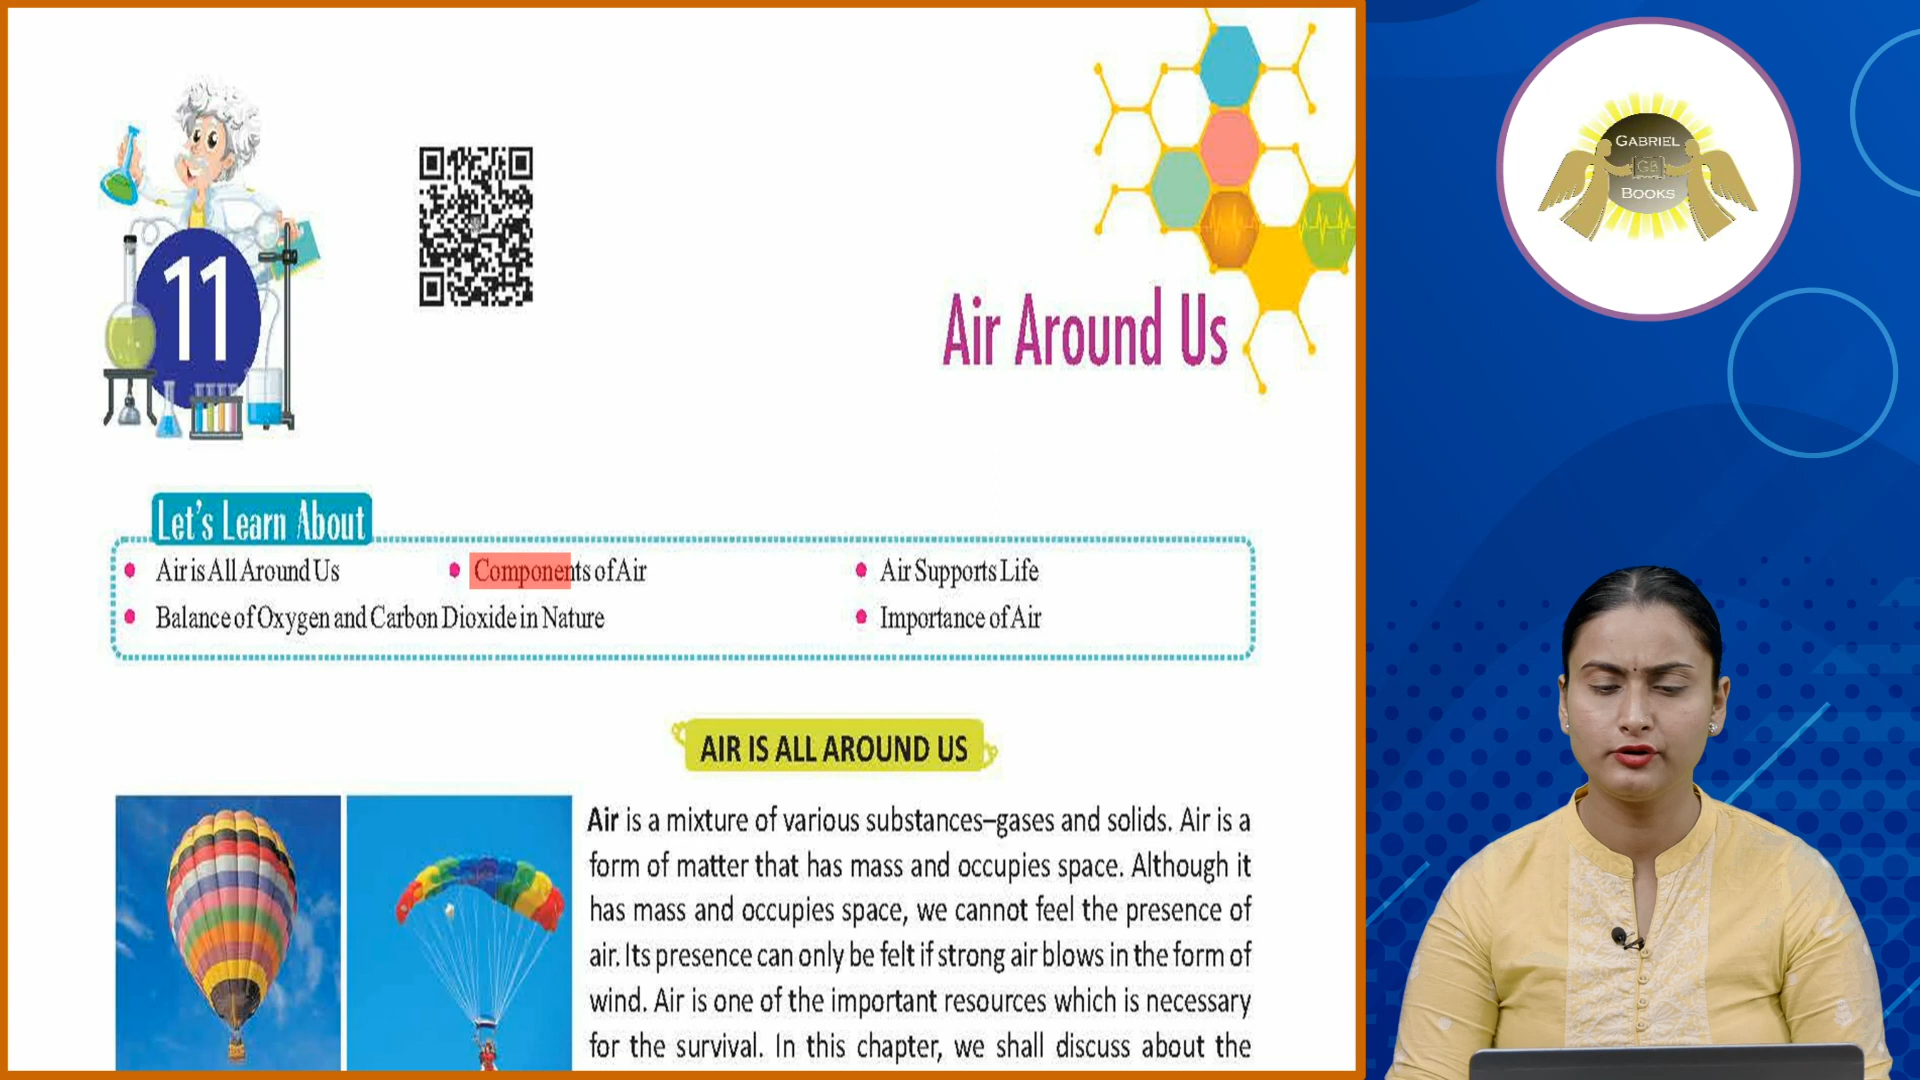 11
Air Around Us
Let's Learn About
Air is All Around Us
Components of Air
Air Supports Life
Balance of Oxygen and Carbon Dioxide in Nature
Importance of Air
AIR IS ALL AROUND US
Air is a mixture of various substances–gases and solids. Air is a
form of matter that has mass and occupies space. Although it
has mass and occupies space, we cannot feel the presence of
air. Its presence can only be felt if strong air blows in the form of
wind. Air is one of the important resources which is necessary
for the survival. In this chapter, we shall discuss about the
GABRIEL
GB
BOOKS